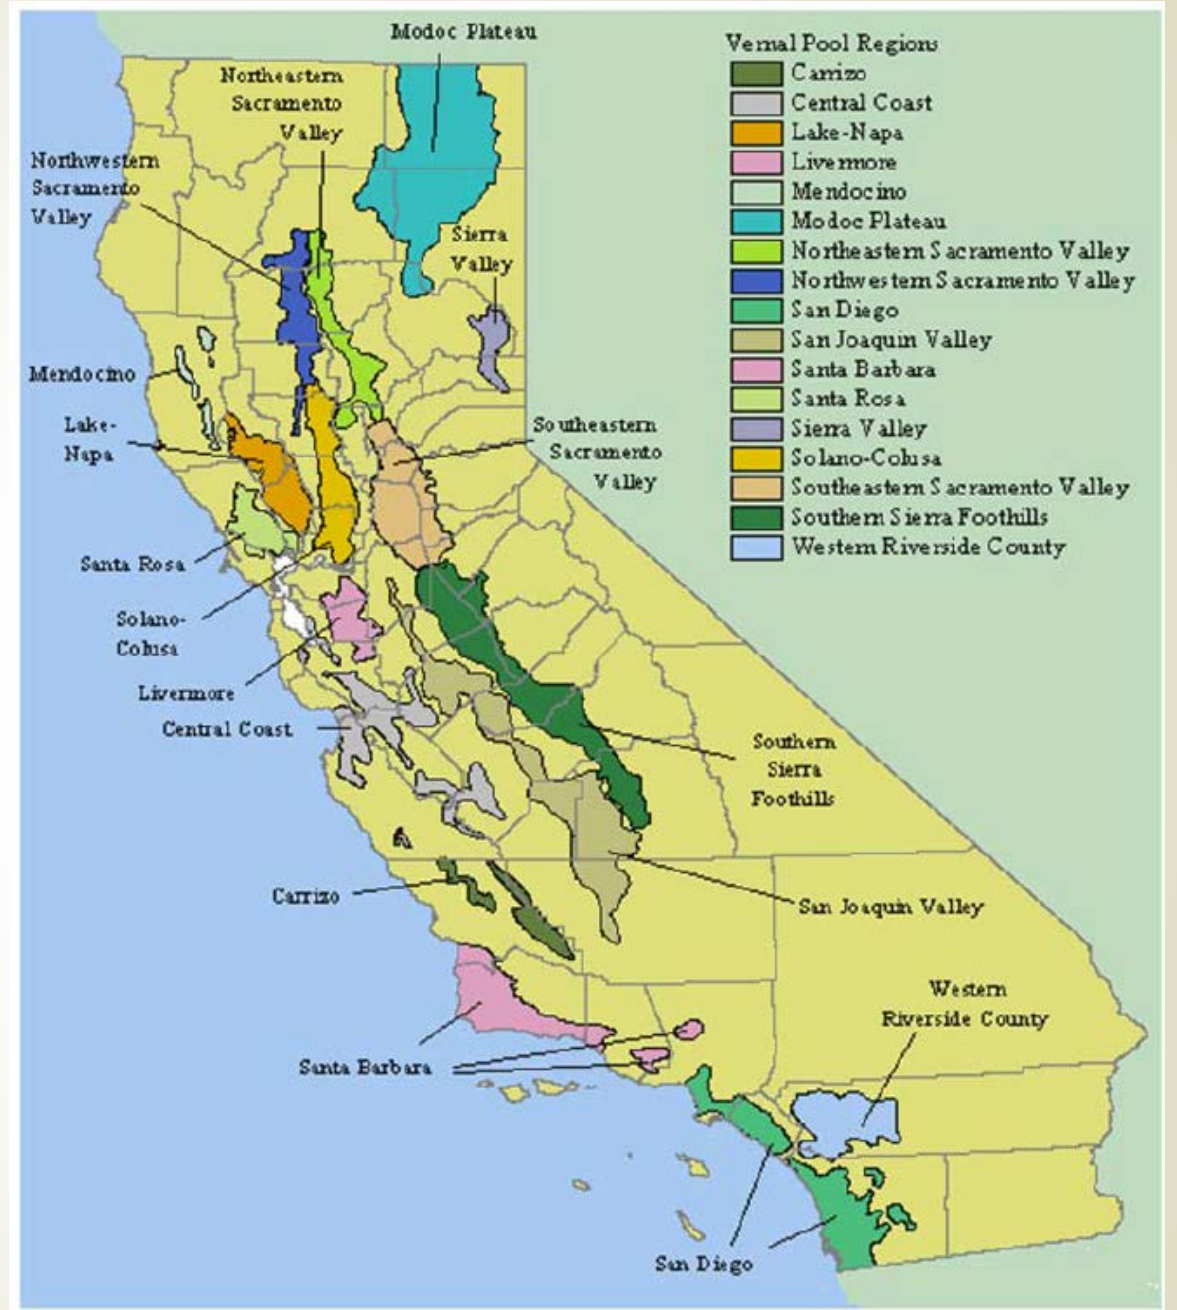 Modoc Plateau
Northeastern
Sacramento
Valley
Northwestern
Sacramento
Valley
Sierra
Valley
Mendocino
Lake-
Napa
Southeastern
Sacramento
Valley
Santa Rosa
Solano-
Colusa
Livermore
Central Coast
Southern
Sierra
Foothills
Carrizo
San Joaquin Valley
Western
Riverside County
Santa Barbara
San Diego
Vernal Pool Regions
Carrizo
Central Coast
Lake-Napa
Livermore
Mendocino
Modoc Plateau
Northeastern Sacramento Valley
Northwestern Sacramento Valley
San Diego
San Joaquin Valley
Santa Barbara
Santa Rosa
Sierra Valley
Solano-Colusa
Southeastern Sacramento Valley
Southern Sierra Foothills
Western Riverside County